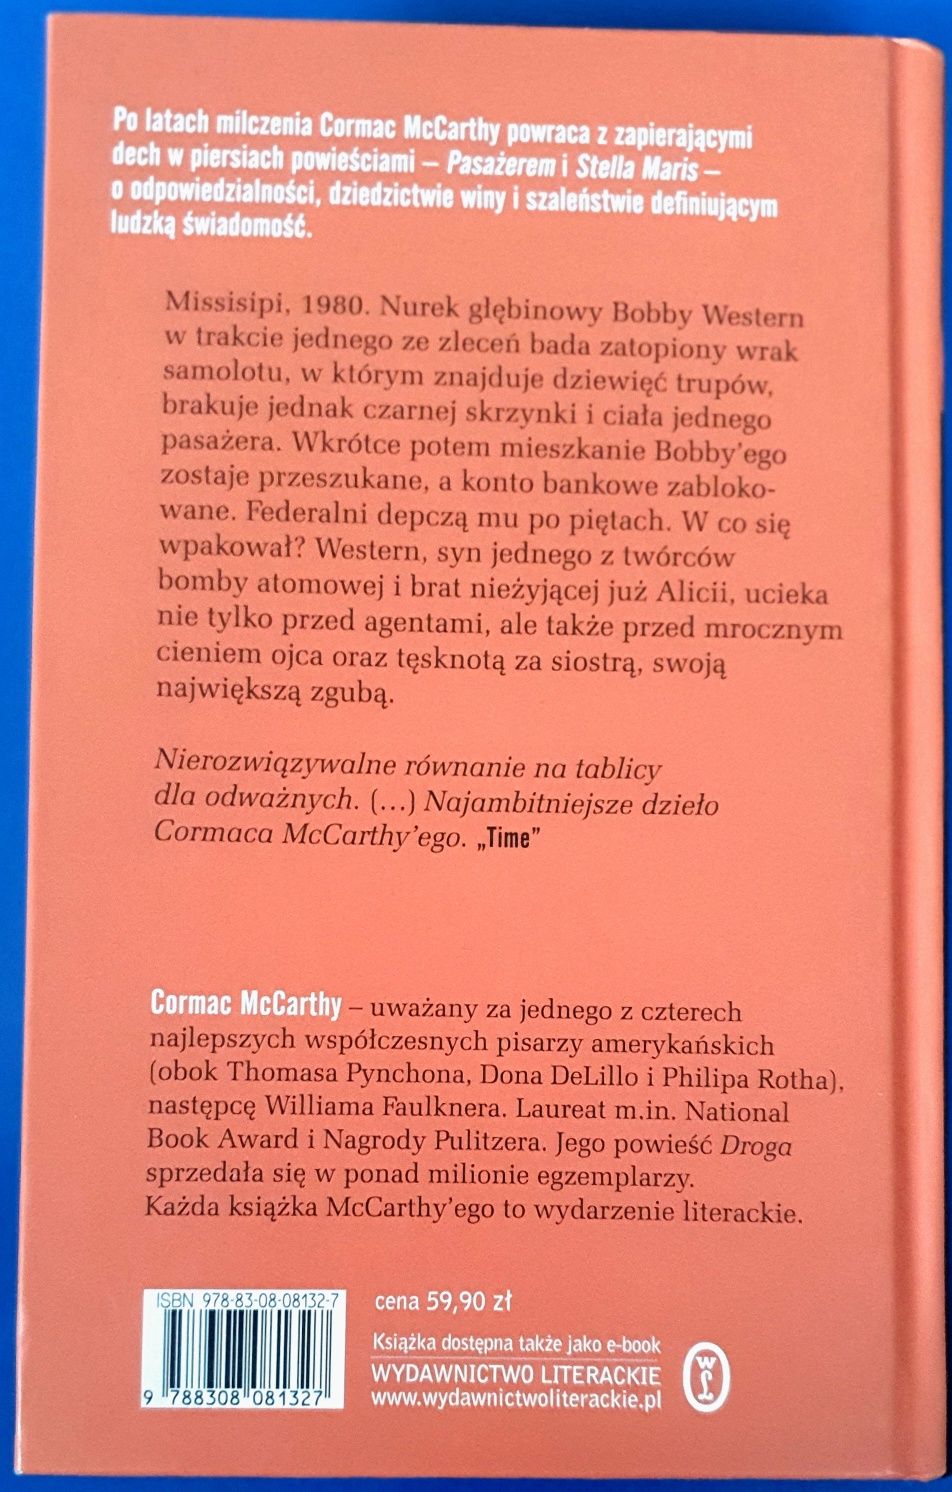 Po latach milczenia Cormac McCarthy powraca z zapierającymi
dech w piersiach powieściami – Pasażerem i Stella Maris –
o odpowiedzialności, dziedzictwie winy i szaleństwie definiującym
ludzką świadomość.
Missisipi, 1980. Nurek głębinowy Bobby Western
w trakcie jednego ze zleceń bada zatopiony wrak
samolotu, w którym znajduje dziewięć trupów,
brakuje jednak czarnej skrzynki i ciała jednego
pasażera. Wkrótce potem mieszkanie Bobby’ego
zostaje przeszukane, a konto bankowe zabloko-
wane. Federalni depczą mu po piętach. W co się
wpakował? Western, syn jednego z twórców
bomby atomowej i brat nieżyjącej już Alicii, ucieka
nie tylko przed agentami, ale także przed mrocznym
cieniem ojca oraz tęsknotą za siostrą, swoją
największą zgubą.
Nierozwiązywalne równanie na tablicy
dla odważnych. (...) Najambitniejsze dzieło
Cormaca McCarthy’ego. „Time”
Cormac McCarthy – uważany za jednego z czterech
najlepszych współczesnych pisarzy amerykańskich
(obok Thomasa Pynchona, Dona DeLillo i Philipa Rotha),
następcę Williama Faulknera. Laureat m.in. National
Book Award i Nagrody Pulitzera. Jego powieść Droga
sprzedała się w ponad milionie egzemplarzy.
Każda książka McCarthy’ego to wydarzenie literackie.
ISBN 978-83-08-08132-7
9 788308 081327
cena 59,90 zł
Książka dostępna także jako e-book
WYDAWNICTWO LITERACKIE
www.wydawnictwoliterackie.pl
W
L